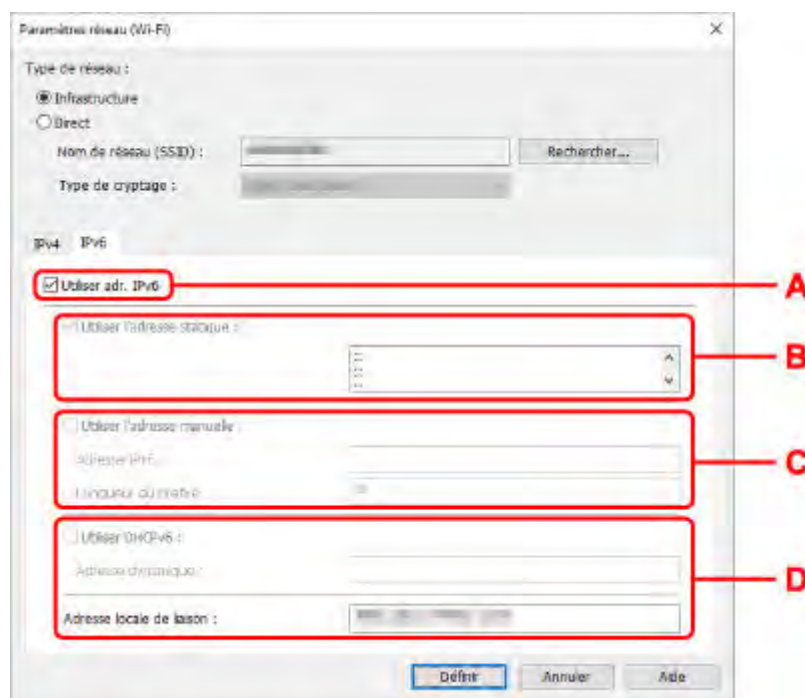 Paramètres réseau (Wi-Fi)
Type de réseau :
Infrastructure
Direct
Nom de réseau (SSID) :
Rechercher...
Type de cryptage :
IPv4 IPv6
Utiliser adr. IPv6
A
Utiliser l'adresse statique :
B
Utiliser l'adresse manuelle
Adresse IPv6
C
Longueur du préfixe
Utiliser DHCPv6 :
Adresse dynamique :
D
Adresse locale de liaison :
Définir Annuler Aide